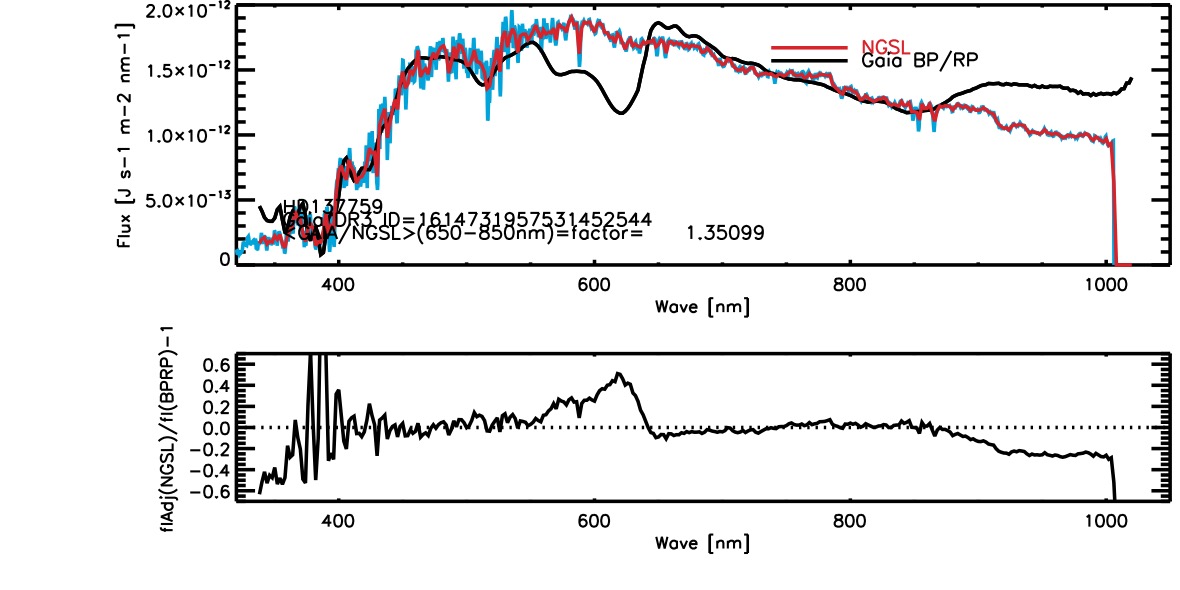 2.0×10−12
1.5×10−12
1.0×10−12
5.0×10−13
0
Flux [J s−1 m−2 nm−1]
NGSL
Gaia BP/RP
HD137759
Gaia DR3 ID=1614731957531452544
<GAIA/NGSL>(650−850nm)=factor= 1.35099
400 600 800 1000
Wave [nm]
flAdj(NGSL)/fl(BPRP)−1
0.6
0.4
0.2
0.0
−0.2
−0.4
−0.6
400 600 800 1000
Wave [nm]